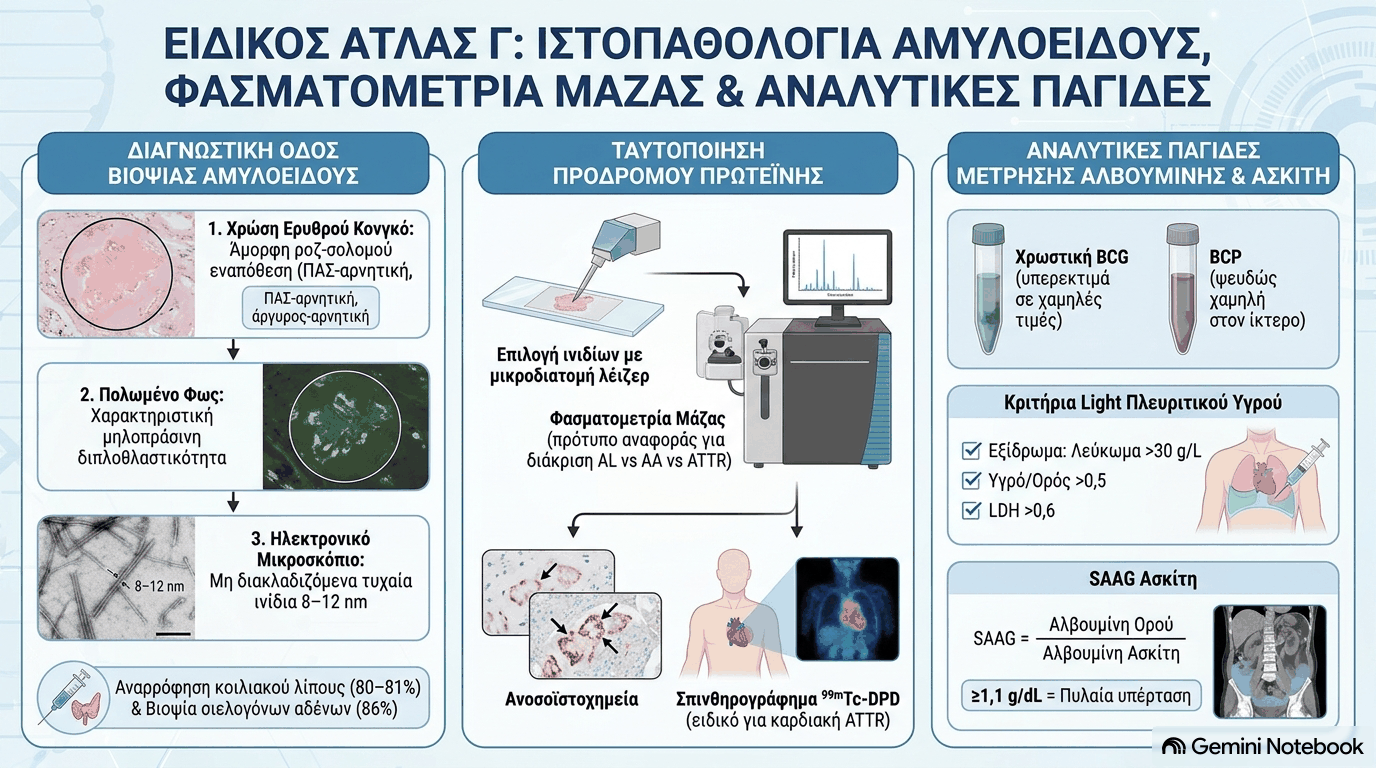 ΕΙΔΙΚΟΣ ΑΤΛΑΣ Γ: ΙΣΤΟΠΑΘΟΛΟΓΙΑ ΑΜΥΛΟΕΙΔΟΥΣ,
ΦΑΣΜΑΤΟΜΕΤΡΙΑ ΜΑΖΑΣ & ΑΝΑΛΥΤΙΚΕΣ ΠΑΓΙΔΕΣ
ΔΙΑΓΝΩΣΤΙΚΗ ΟΔΟΣ
ΒΙΟΨΙΑΣ ΑΜΥΛΟΕΙΔΟΥΣ
1. Χρώση Ερυθρού Κονγκό:
Άμορφη ροζ-σολομού
εναπόθεση (ΠΑΣ-αρνητική,
ΠΑΣ-αρνητική,
άργυρος-αρνητική
2. Πολωμένο Φως:
Χαρακτηριστική
μηλοπράσινη
διπλοθλαστικότητα
3. Ηλεκτρονικό
Μικροσκόπιο:
Μη διακλαδιζόμενα τυχαία
ινίδια 8–12 nm
8–12 nm
Αναρρόφηση κοιλιακού λίπους (80–81%)
& Βιοψία σιελογόνων αδένων (86%)
ΤΑΥΤΟΠΟΙΗΣΗ
ΠΡΟΔΡΟΜΟΥ ΠΡΩΤΕΪΝΗΣ
Επιλογή ινιδίων με
μικροδιατομή λέιζερ
Φασματομετρία Μάζας
(πρότυπο αναφοράς για
διάκριση AL vs AA vs ATTR)
Ανοσοϊστοχημεία
Σπινθηρογράφημα ⁹⁹ᵐTc-DPD
(ειδικό για καρδιακή ATTR)
ΑΝΑΛΥΤΙΚΕΣ ΠΑΓΙΔΕΣ
ΜΕΤΡΗΣΗΣ ΑΛΒΟΥΜΙΝΗΣ & ΑΣΚΙΤΗ
Χρωστική BCG
(υπερεκτιμά
σε χαμηλές
τιμές)
BCP
(ψευδώς
χαμηλή
στον ίκτερο)
Κριτήρια Light Πλευριτικού Υγρού
Εξίδρωμα: Λεύκωμα >30 g/L
Υγρό/Ορός >0,5
LDH >0,6
SAAG Ασκίτη
SAAG = Αλβουμίνη Ορού
Αλβουμίνη Ασκίτη
≥1,1 g/dL = Πυλαία υπέρταση
Gemini Notebook